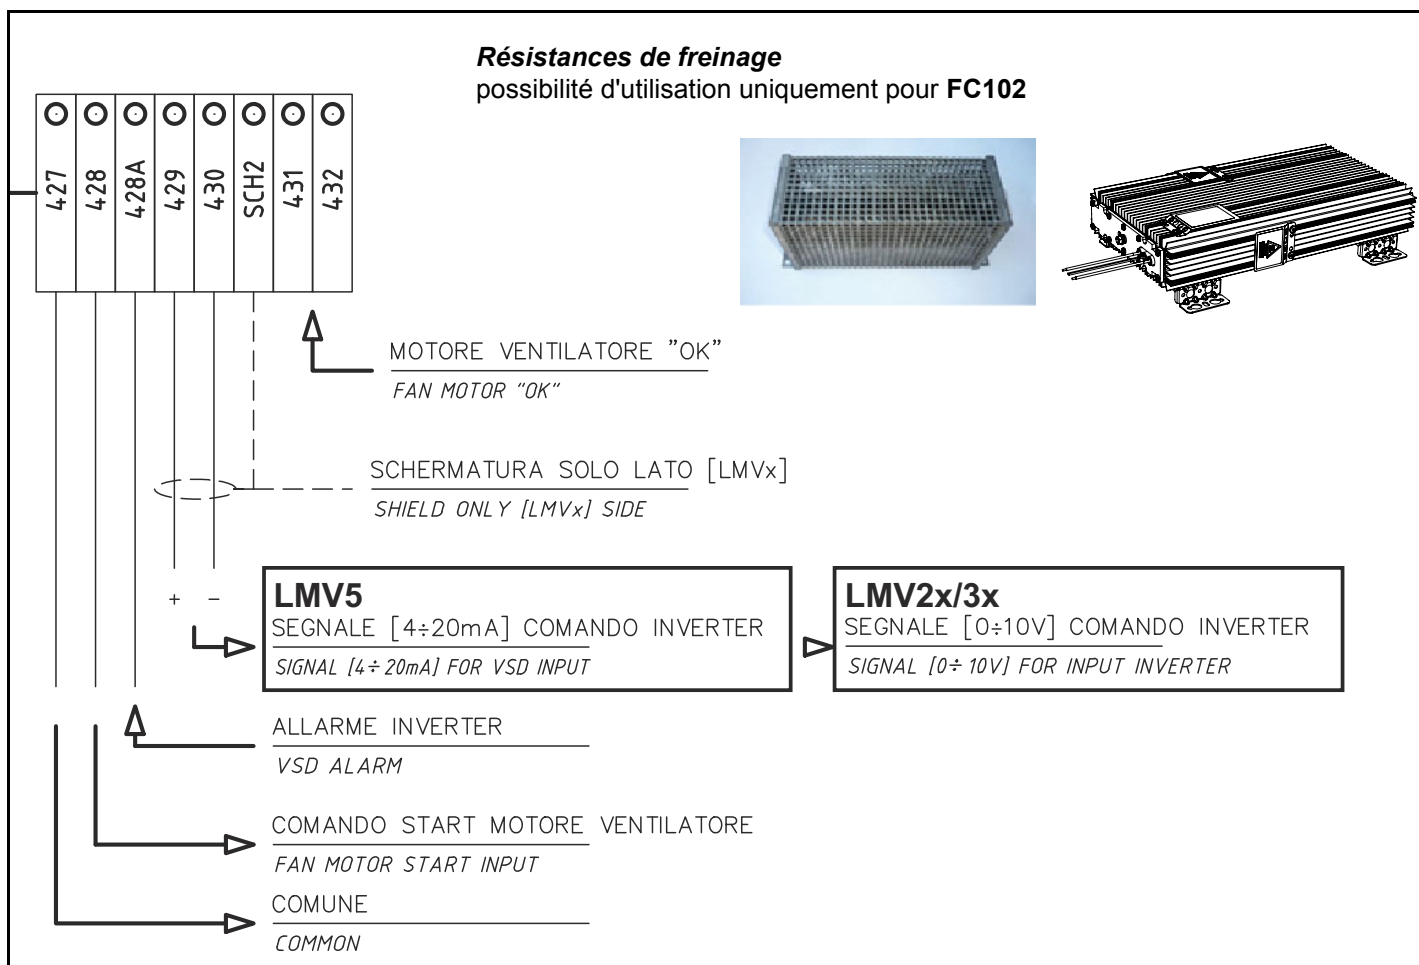 Résistances de freinage
possibilité d'utilisation uniquement pour FC102
427
428
428A
429
430
SCH2
431
432
MOTORE VENTILATORE "OK"
FAN MOTOR "OK"
SCHERMATURA SOLO LATO [LMVx]
SHIELD ONLY [LMVx] SIDE
+ −
LMV5
SEGNALE [4÷20mA] COMANDO INVERTER
SIGNAL [4÷20mA] FOR VSD INPUT
LMV2x/3x
SEGNALE [0÷10V] COMANDO INVERTER
SIGNAL [0÷10V] FOR INPUT INVERTER
ALLARME INVERTER
VSD ALARM
COMANDO START MOTORE VENTILATORE
FAN MOTOR START INPUT
COMUNE
COMMON